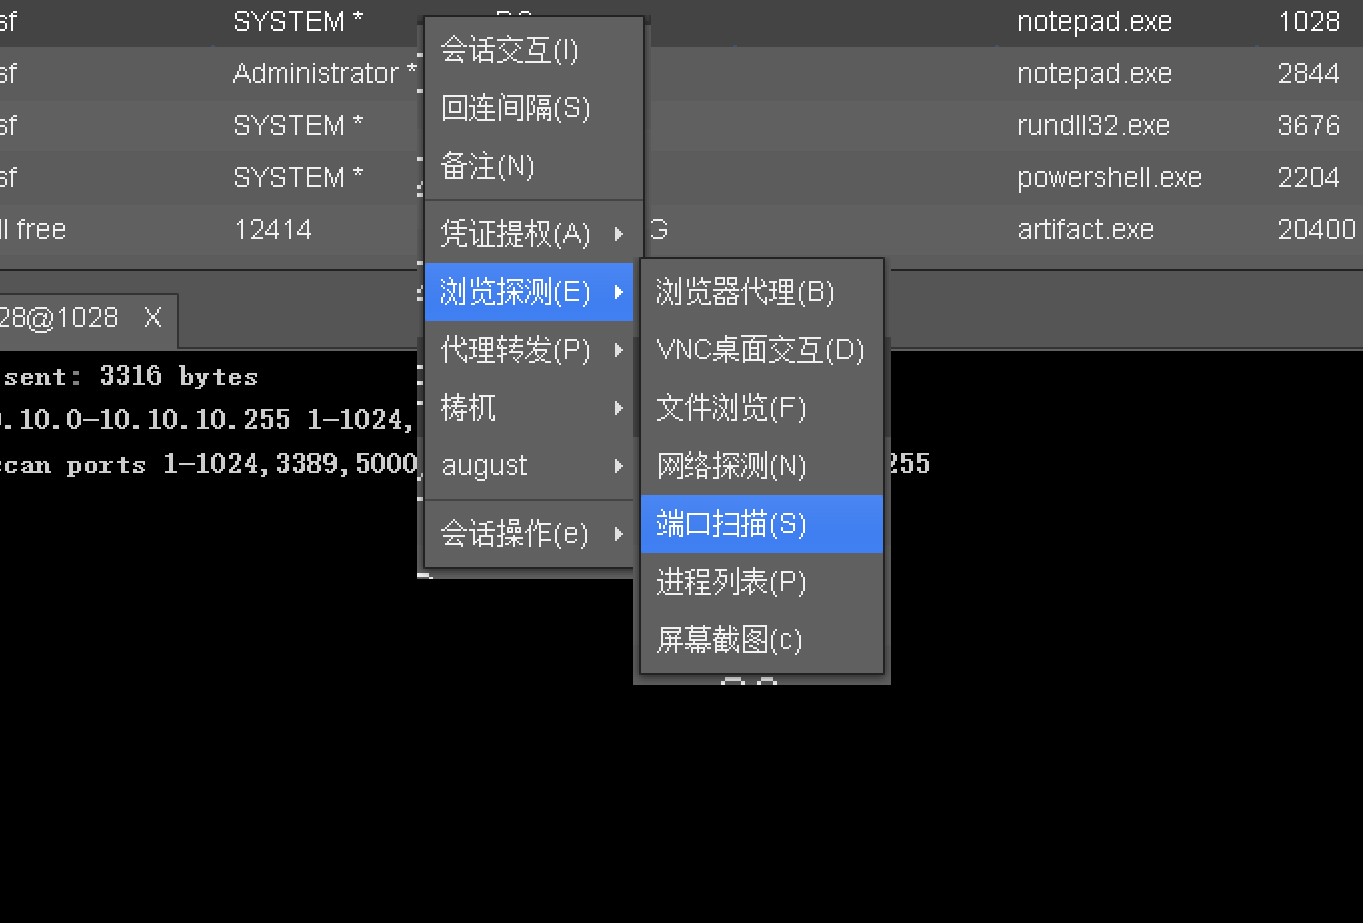 sf SYSTEM * notepad.exe 1028
sf Administrator * notepad.exe 2844
sf SYSTEM * rundll32.exe 3676
sf SYSTEM * powershell.exe 2204
ll free 12414 G artifact.exe 20400
会话交互(I)
回连间隔(S)
备注(N)
凭证提权(A)
浏览探测(E)
代理转发(P)
梼杌
august
会话操作(e)
浏览器代理(B)
VNC桌面交互(D)
文件浏览(F)
网络探测(N)
端口扫描(S)
进程列表(P)
屏幕截图(c)
28@1028 X
sent: 3316 bytes
.10.0-10.10.10.255 1-1024,
can ports 1-1024,3389,5000 255